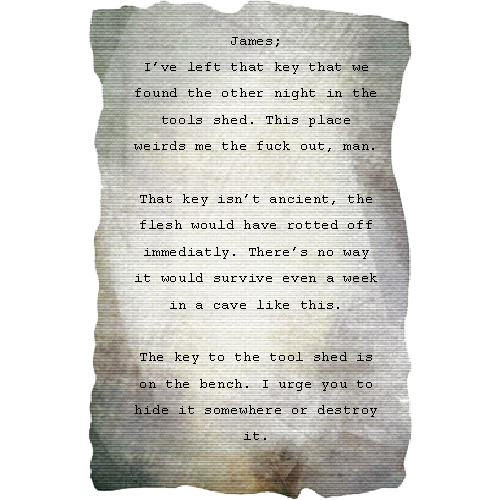 James;
I’ve left that key that we
found the other night in the
tools shed. This place
weirds me the fuck out, man.
That key isn’t ancient, the
flesh would have rotted off
immediatly. There’s no way
it would survive even a week
in a cave like this.
The key to the tool shed is
on the bench. I urge you to
hide it somewhere or destroy
it.